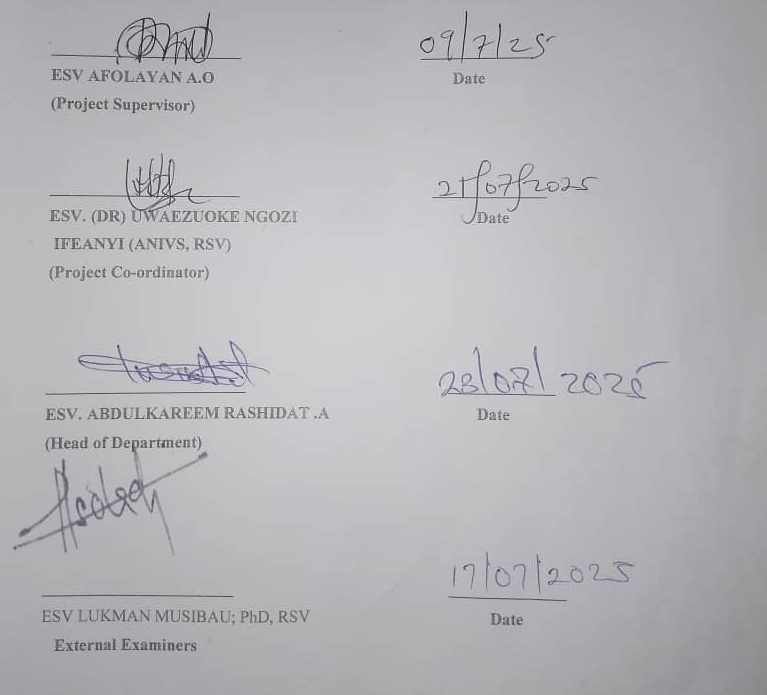 09/7/25
ESV AFOLAYAN A.O
Date
(Project Supervisor)
21/07/2025
ESV. (DR) UWAEZUOKE NGOZI
Date
IFEANYI (ANIVS, RSV)
(Project Co-ordinator)
28/07/2025
ESV. ABDULKAREEM RASHIDAT .A
Date
(Head of Department)
17/07/2025
ESV LUKMAN MUSIBAU; PhD, RSV
Date
External Examiners